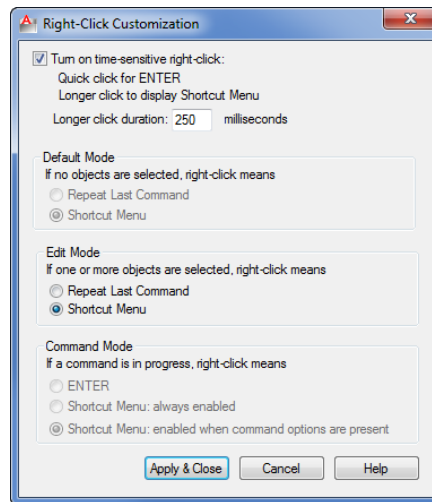 Right-Click Customization
Turn on time-sensitive right-click:
Quick click for ENTER
Longer click to display Shortcut Menu
Longer click duration: 250 milliseconds
Default Mode
If no objects are selected, right-click means
Repeat Last Command
Shortcut Menu
Edit Mode
If one or more objects are selected, right-click means
Repeat Last Command
Shortcut Menu
Command Mode
If a command is in progress, right-click means
ENTER
Shortcut Menu: always enabled
Shortcut Menu: enabled when command options are present
Apply & Close Cancel Help